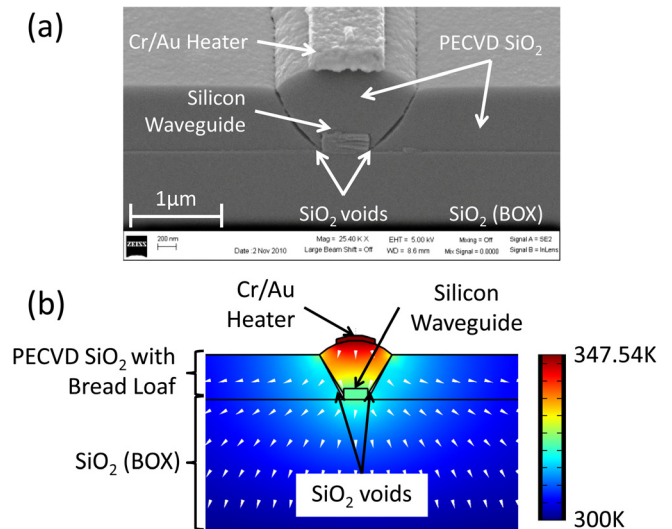 (a)
Cr/Au Heater
PECVD SiO₂
Silicon
Waveguide
1µm
SiO₂ voids
SiO₂ (BOX)
ZEISS
200 nm
Date :2 Nov 2010
Mag = 25.40 K X
Large Beam Shift = Off
EHT = 5.00 kV
WD = 8.6 mm
Mixing = Off
Mix Signal = 0.0000
Signal A = SE2
Signal B = InLens
(b)
Cr/Au
Heater
Silicon
Waveguide
PECVD SiO₂ with
Bread Loaf
SiO₂ (BOX)
SiO₂ voids
347.54K
300K